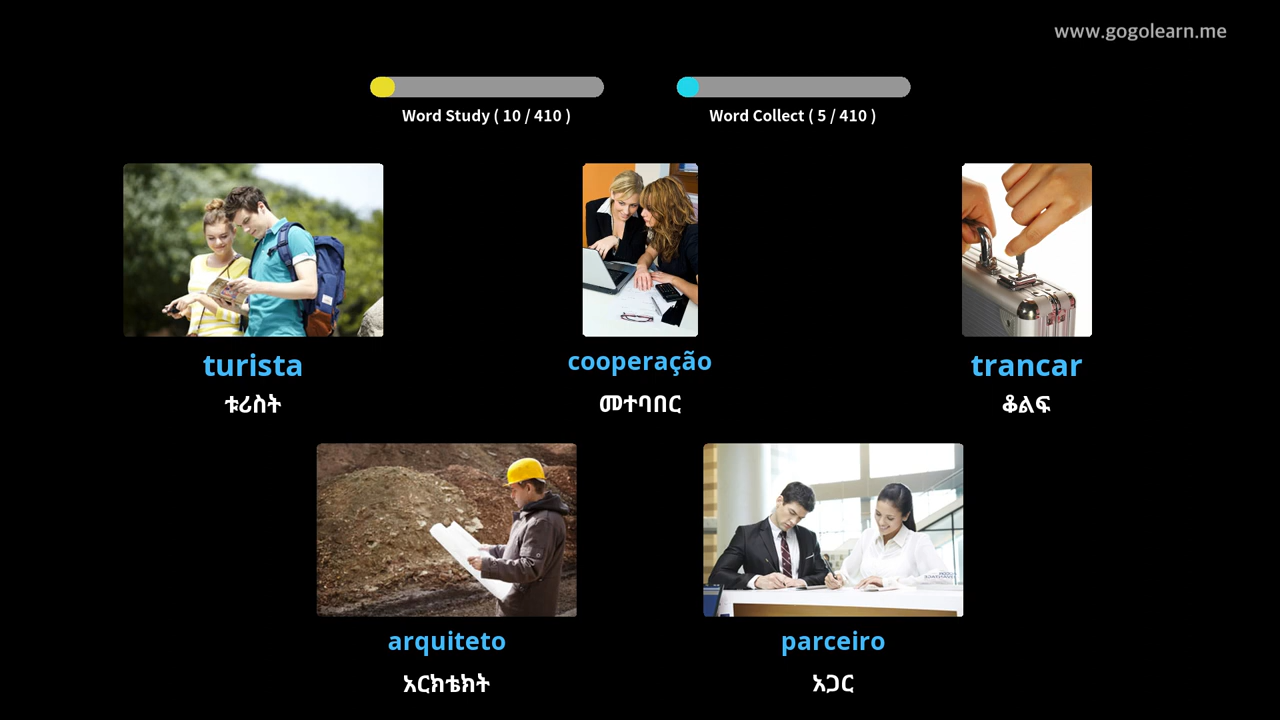 www.gogolearn.me
Word Study ( 10 / 410 )
Word Collect ( 5 / 410 )
turista
cooperação
trancar
ቱሪስት
መተባበር
ቆልፍ
arquiteto
parceiro
አርክቴክት
አጋር